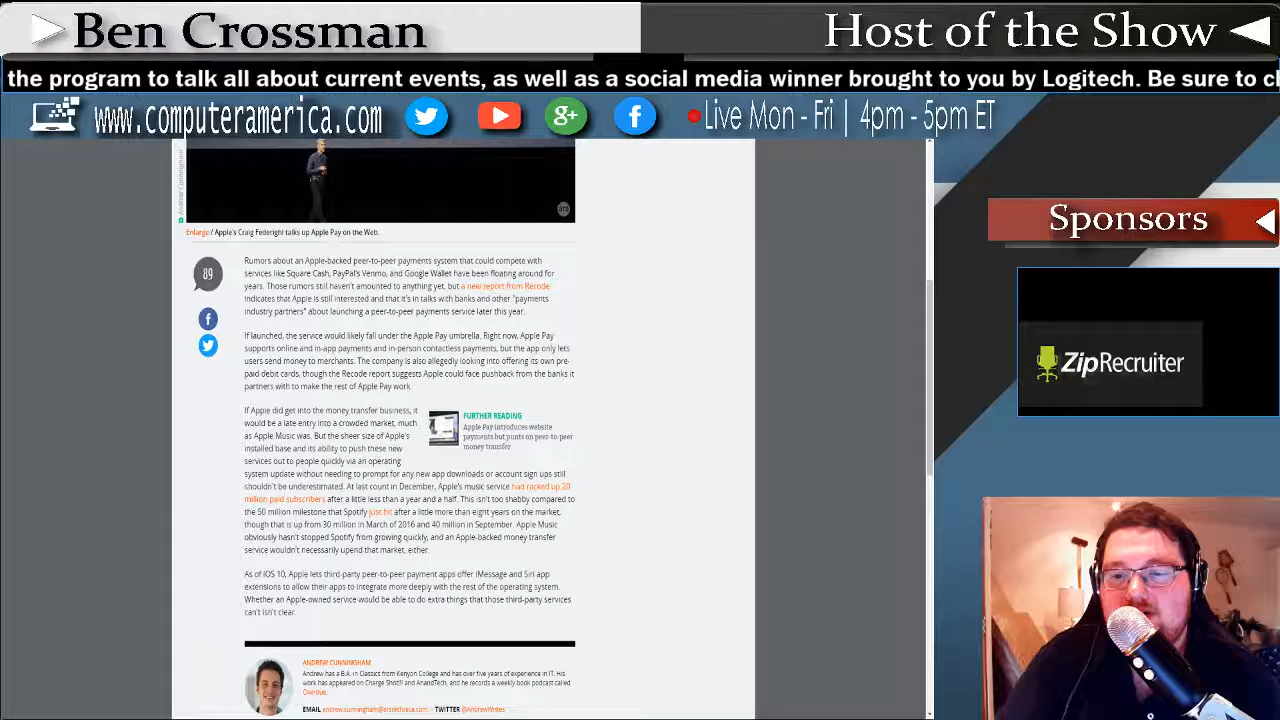 Ben Crossman
Host of the Show
the program to talk all about current events, as well as a social media winner brought to you by Logitech. Be sure to cl
www.computeramerica.com
Live Mon - Fri | 4pm - 5pm ET
Sponsors
ZipRecruiter
Andrew Cunningham
ars
Enlarge / Apple's Craig Federighi talks up Apple Pay on the Web.
89
Rumors about an Apple-backed peer-to-peer payments system that could compete with
services like Square Cash, PayPal's Venmo, and Google Wallet have been floating around for
years. Those rumors still haven't amounted to anything yet, but a new report from Recode
indicates that Apple is still interested and that it's in talks with banks and other "payments
industry partners" about launching a peer-to-peer payments service later this year.
If launched, the service would likely fall under the Apple Pay umbrella. Right now, Apple Pay
supports online and in-app payments and in-person contactless payments, but the app only lets
users send money to merchants. The company is also allegedly looking into offering its own pre-
paid debit cards, though the Recode report suggests Apple could face pushback from the banks it
partners with to make the rest of Apple Pay work.
If Apple did get into the money transfer business, it
would be a late entry into a crowded market, much
as Apple Music was. But the sheer size of Apple's
installed base and its ability to push these new
services out to people quickly via an operating
system update without needing to prompt for any new app downloads or account sign ups still
shouldn't be underestimated. At last count in December, Apple's music service had racked up 20
million paid subscribers after a little less than a year and a half. This isn't too shabby compared to
the 50 million milestone that Spotify just hit after a little more than eight years on the market,
though that is up from 30 million in March of 2016 and 40 million in September. Apple Music
obviously hasn't stopped Spotify from growing quickly, and an Apple-backed money transfer
service wouldn't necessarily upend that market, either.
FURTHER READING
Apple Pay introduces website
payments but punts on peer-to-peer
money transfer
As of iOS 10, Apple lets third-party peer-to-peer payment apps offer iMessage and Siri app
extensions to allow their apps to integrate more deeply with the rest of the operating system.
Whether an Apple-owned service would be able to do extra things that those third-party services
can't isn't clear.
ANDREW CUNNINGHAM
Andrew has a B.A. in Classics from Kenyon College and has over five years of experience in IT. His
work has appeared on Charge Shot!!! and AnandTech, and he records a weekly book podcast called
Overdue.
EMAIL andrew.cunningham@arstechnica.com // TWITTER @AndrewWrites